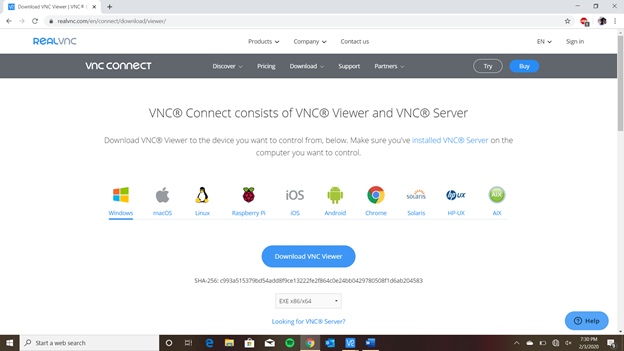 Download VNC Viewer | VNC®
realvnc.com/en/connect/download/viewer/
REALVNC Products Company Contact us EN Sign in
VNC CONNECT Discover Pricing Download Support Partners Try Buy
VNC® Connect consists of VNC® Viewer and VNC® Server
Download VNC® Viewer to the device you want to control from, below. Make sure you've installed VNC® Server on the
computer you want to control.
iOS solaris hp UX AIX
Windows macOS Linux Raspberry Pi iOS Android Chrome Solaris HP-UX AIX
Download VNC Viewer
SHA-256: c993a515379bd54add8f9ce13222fe2f864c0e24bb0429780508f1d6ab204583
EXE x86/x64
Looking for VNC® Server?
Help
Start a web search
7:30 PM
2/3/2020